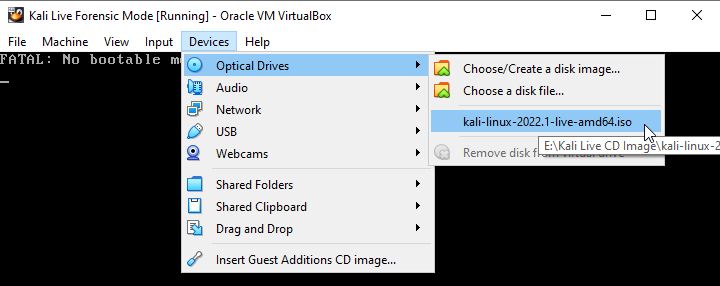 Kali Live Forensic Mode [Running] - Oracle VM VirtualBox
File Machine View Input Devices Help
FATAL: No bootable m
Optical Drives
Audio
Network
USB
Webcams
Shared Folders
Shared Clipboard
Drag and Drop
Insert Guest Additions CD image...
Choose/Create a disk image...
Choose a disk file...
kali-linux-2022.1-live-amd64.iso
E:\Kali Live CD Image\kali-linux-2
Remove disk from virtual drive